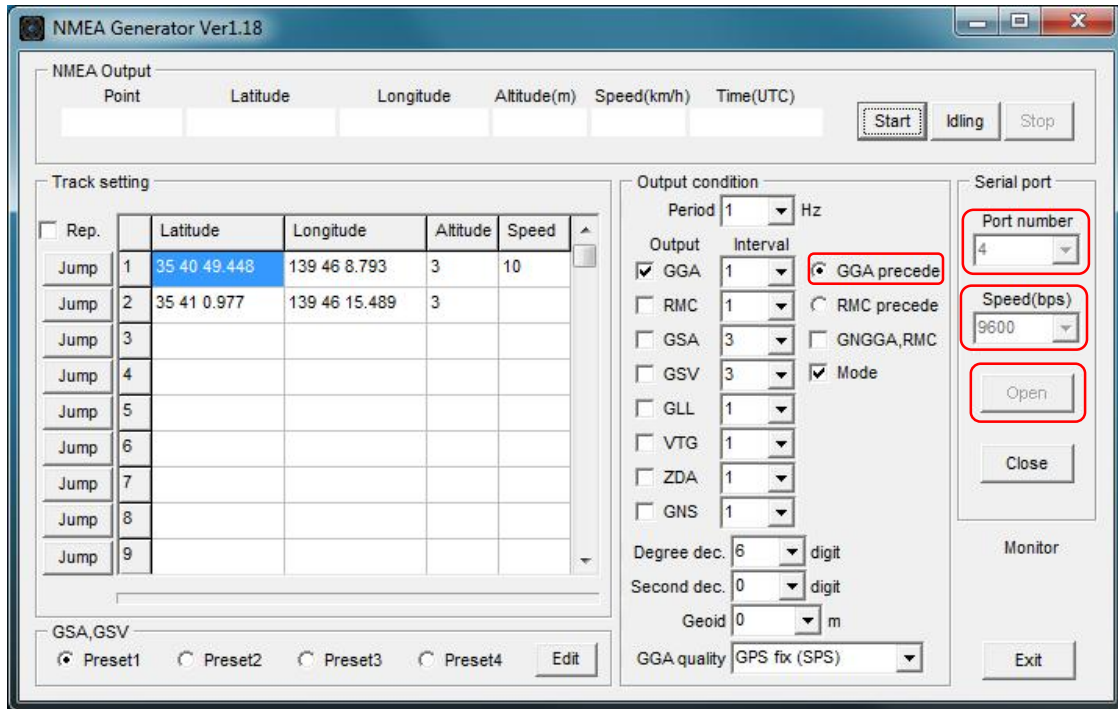 NMEA Generator Ver1.18
NMEA Output
Point Latitude Longitude Altitude(m) Speed(km/h) Time(UTC)
Start Idling Stop
Track setting
Rep. Latitude Longitude Altitude Speed
Jump 1 35 40 49.448 139 46 8.793 3 10
Jump 2 35 41 0.977 139 46 15.489 3
Jump 3
Jump 4
Jump 5
Jump 6
Jump 7
Jump 8
Jump 9
GSA,GSV
Preset1 Preset2 Preset3 Preset4 Edit
Output condition
Period 1 Hz
Output Interval
GGA 1 GGA precede
RMC 1 RMC precede
GSA 3 GNGGA,RMC
GSV 3 Mode
GLL 1
VTG 1
ZDA 1
GNS 1
Degree dec. 6 digit
Second dec. 0 digit
Geoid 0 m
GGA quality GPS fix (SPS)
Serial port
Port number
4
Speed(bps)
9600
Open
Close
Monitor
Exit